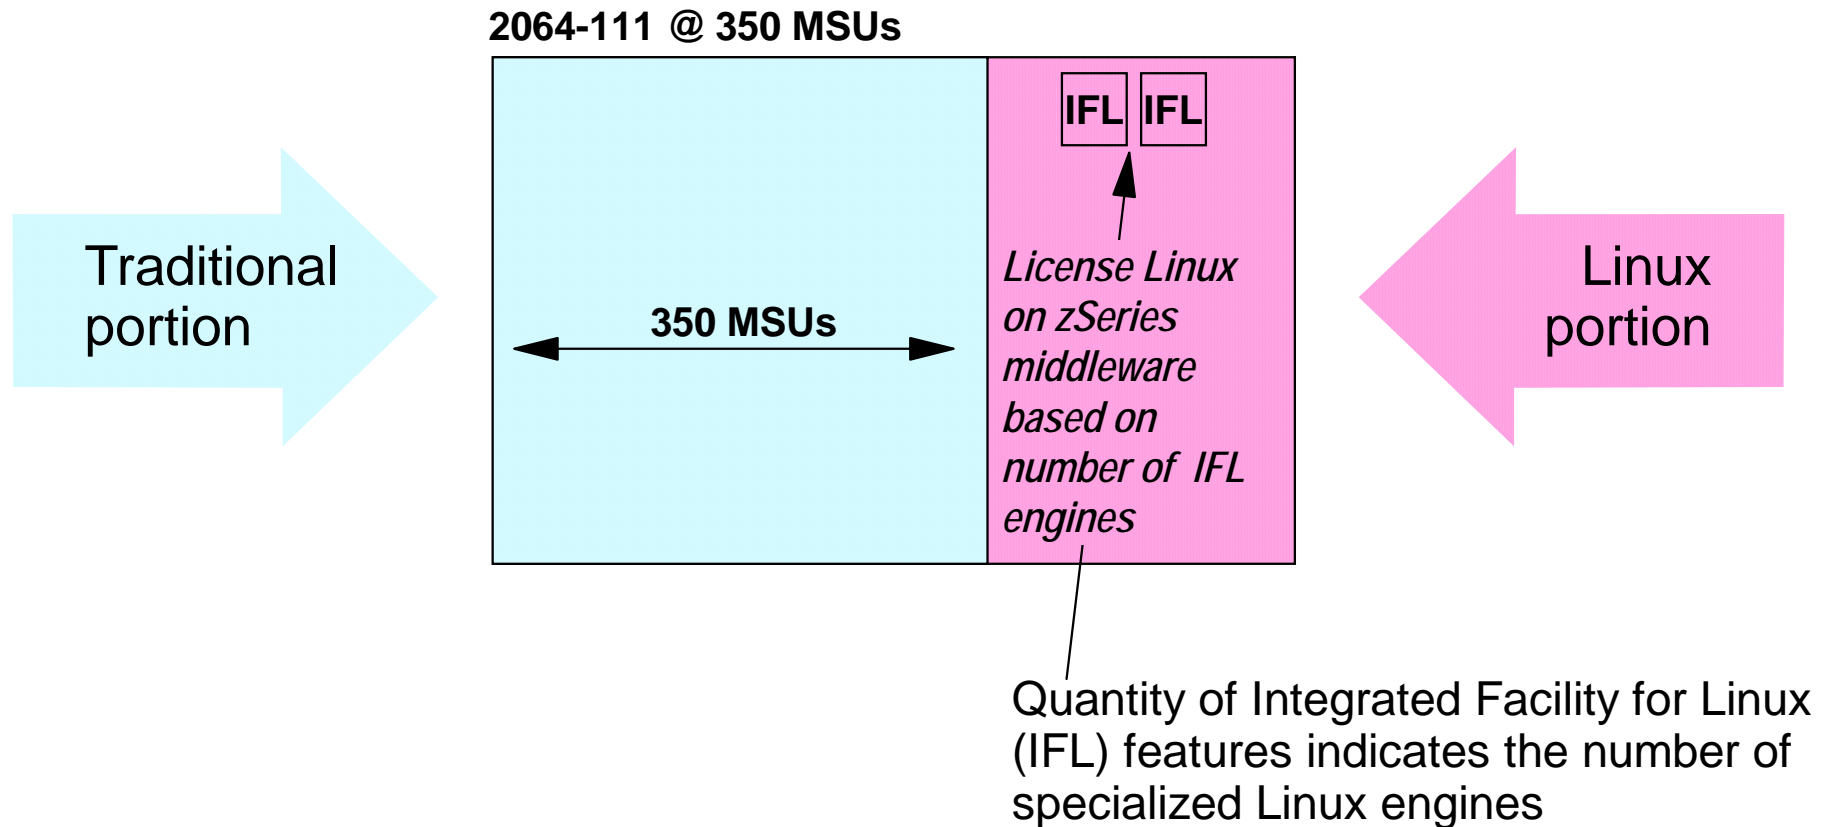 2064-111 @ 350 MSUs
IFL IFL
Traditional
portion
350 MSUs
License Linux
on zSeries
middleware
based on
number of IFL
engines
Linux
portion
Quantity of Integrated Facility for Linux
(IFL) features indicates the number of
specialized Linux engines